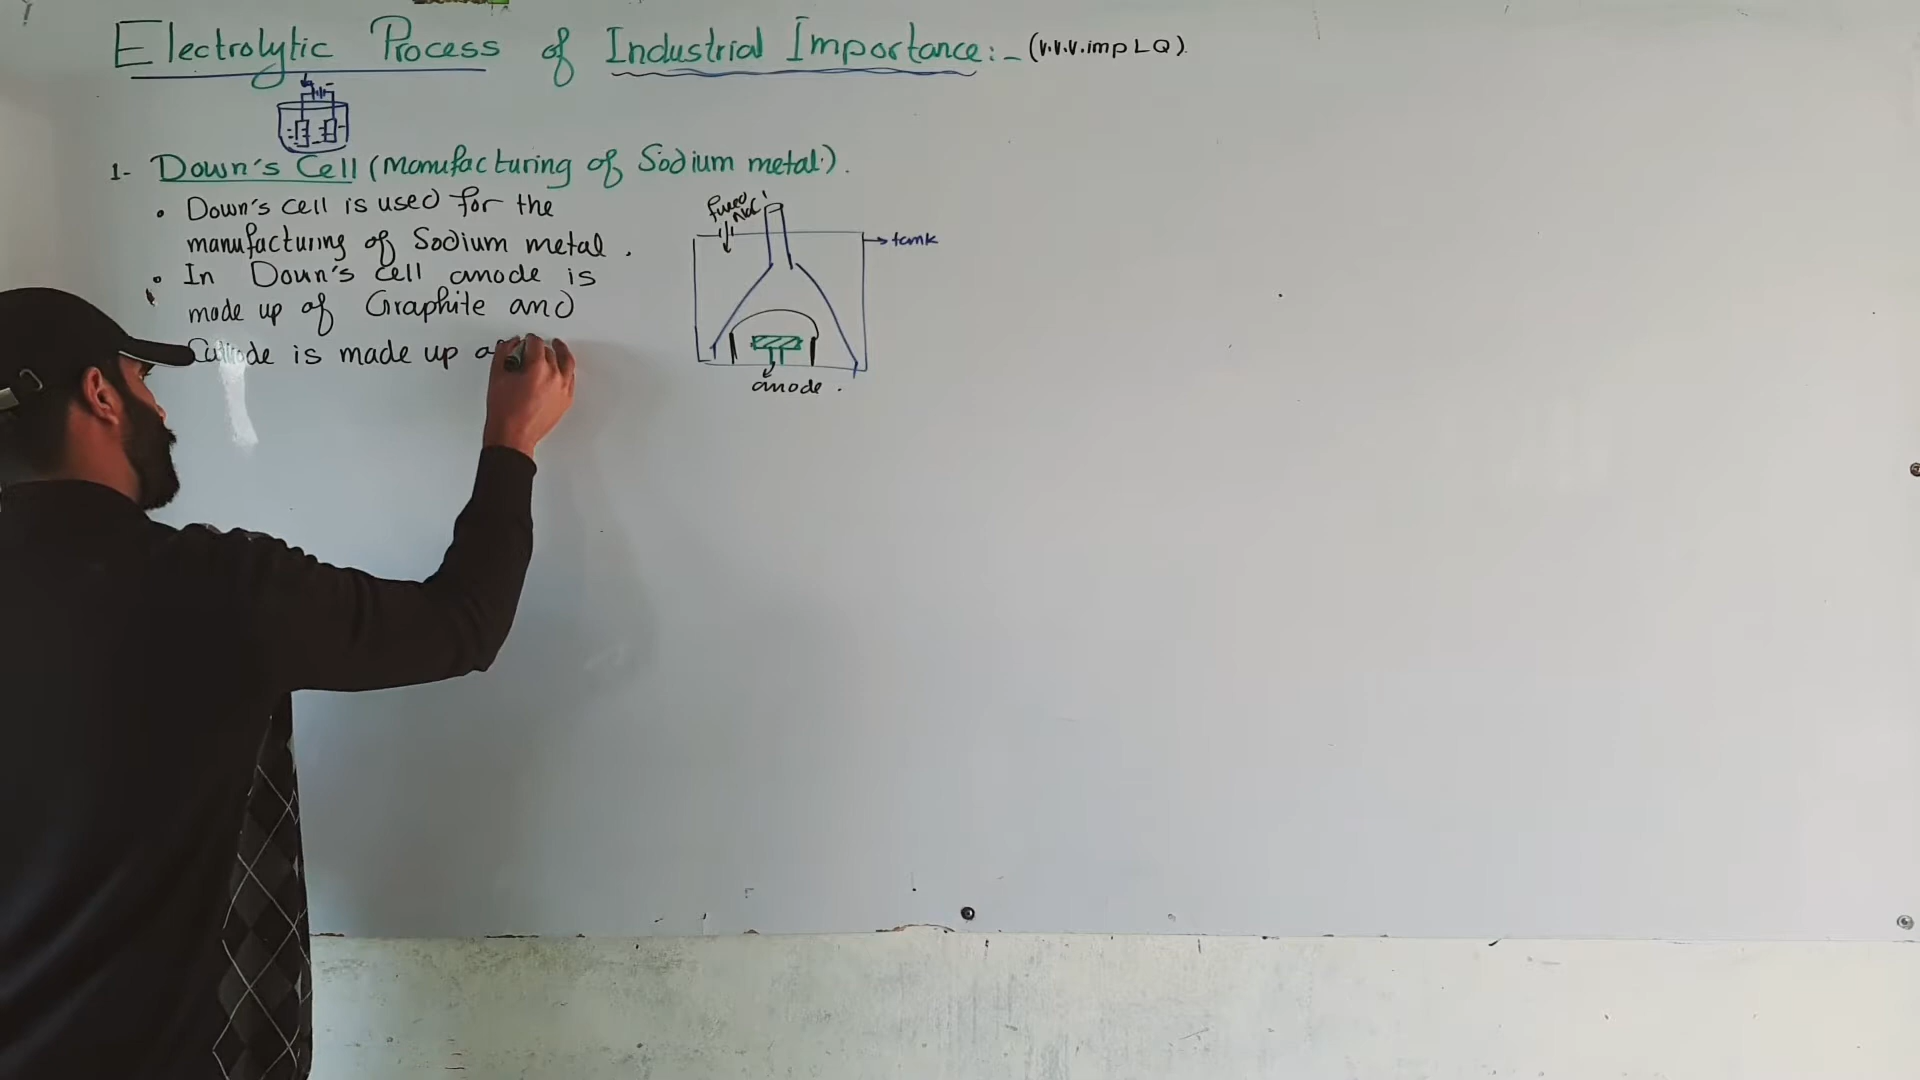 Electrolytic Process of Industrial Importance:- (v.v.v.imp LQ).
1- Down's Cell (Manufacturing of Sodium metal).
• Down's cell is used for the
manufacturing of Sodium metal.
• In Down's cell anode is
made up of Graphite and
is made up
fused
NaCl
tank
anode.